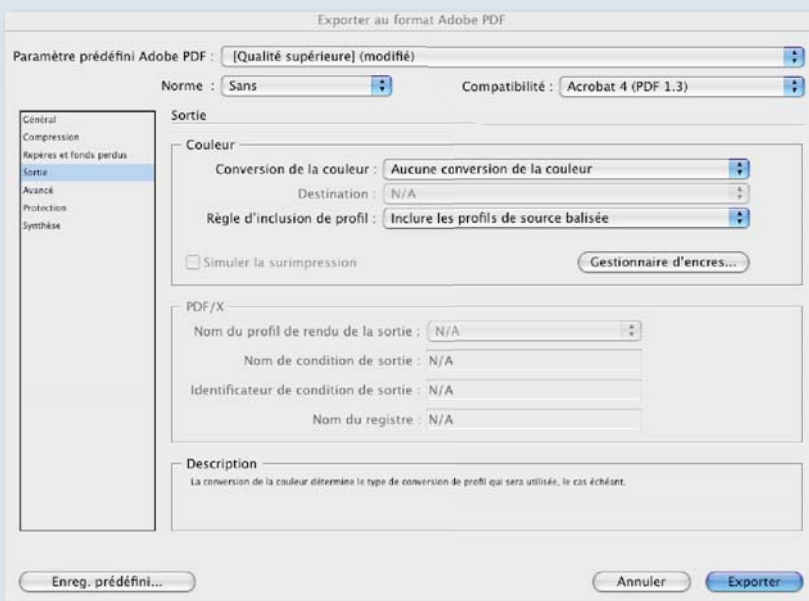 Exporter au format Adobe PDF
Paramètre prédéfini Adobe PDF : [Qualité supérieure] (modifié)
Norme : Sans Compatibilité : Acrobat 4 (PDF 1.3)
Général
Compression
Repères et fonds perdus
Sortie
Avancé
Protection
Synthèse
Sortie
Couleur
Conversion de la couleur : Aucune conversion de la couleur
Destination : N/A
Règle d'inclusion de profil : Inclure les profils de source balisée
Simuler la surimpression Gestionnaire d'encres...
PDF/X
Nom du profil de rendu de la sortie : N/A
Nom de condition de sortie : N/A
Identificateur de condition de sortie : N/A
Nom du registre : N/A
Description
La conversion de la couleur détermine le type de conversion de profil qui sera utilisée, le cas échéant.
Enreg. prédéfini... Annuler Exporter